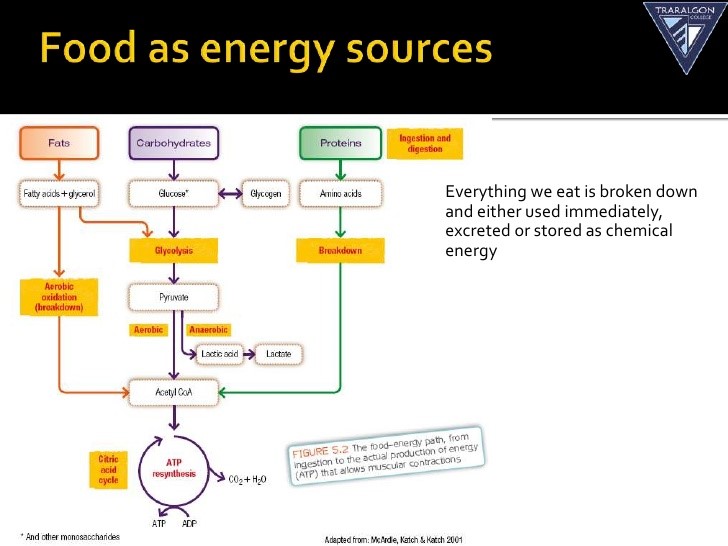 Food as energy sources
TRARALGON
COLLEGE
Fats
Carbohydrates
Proteins
Ingestion and
digestion
Fatty acids + glycerol
Glucose*
Glycogen
Amino acids
Everything we eat is broken down
and either used immediately,
excreted or stored as chemical
energy
Glycolysis
Breakdown
Aerobic
oxidation
(breakdown)
Pyruvate
Aerobic
Anaerobic
Lactic acid
Lactate
Acetyl CoA
Citric
acid
cycle
ATP
resynthesis
CO2 + H2O
ATP
ADP
FIGURE 5.2 The food–energy path, from
ingestion to the actual production of energy
(ATP) that allows muscular contractions
* And other monosaccharides
Adapted from: McArdle, Katch & Katch 2001